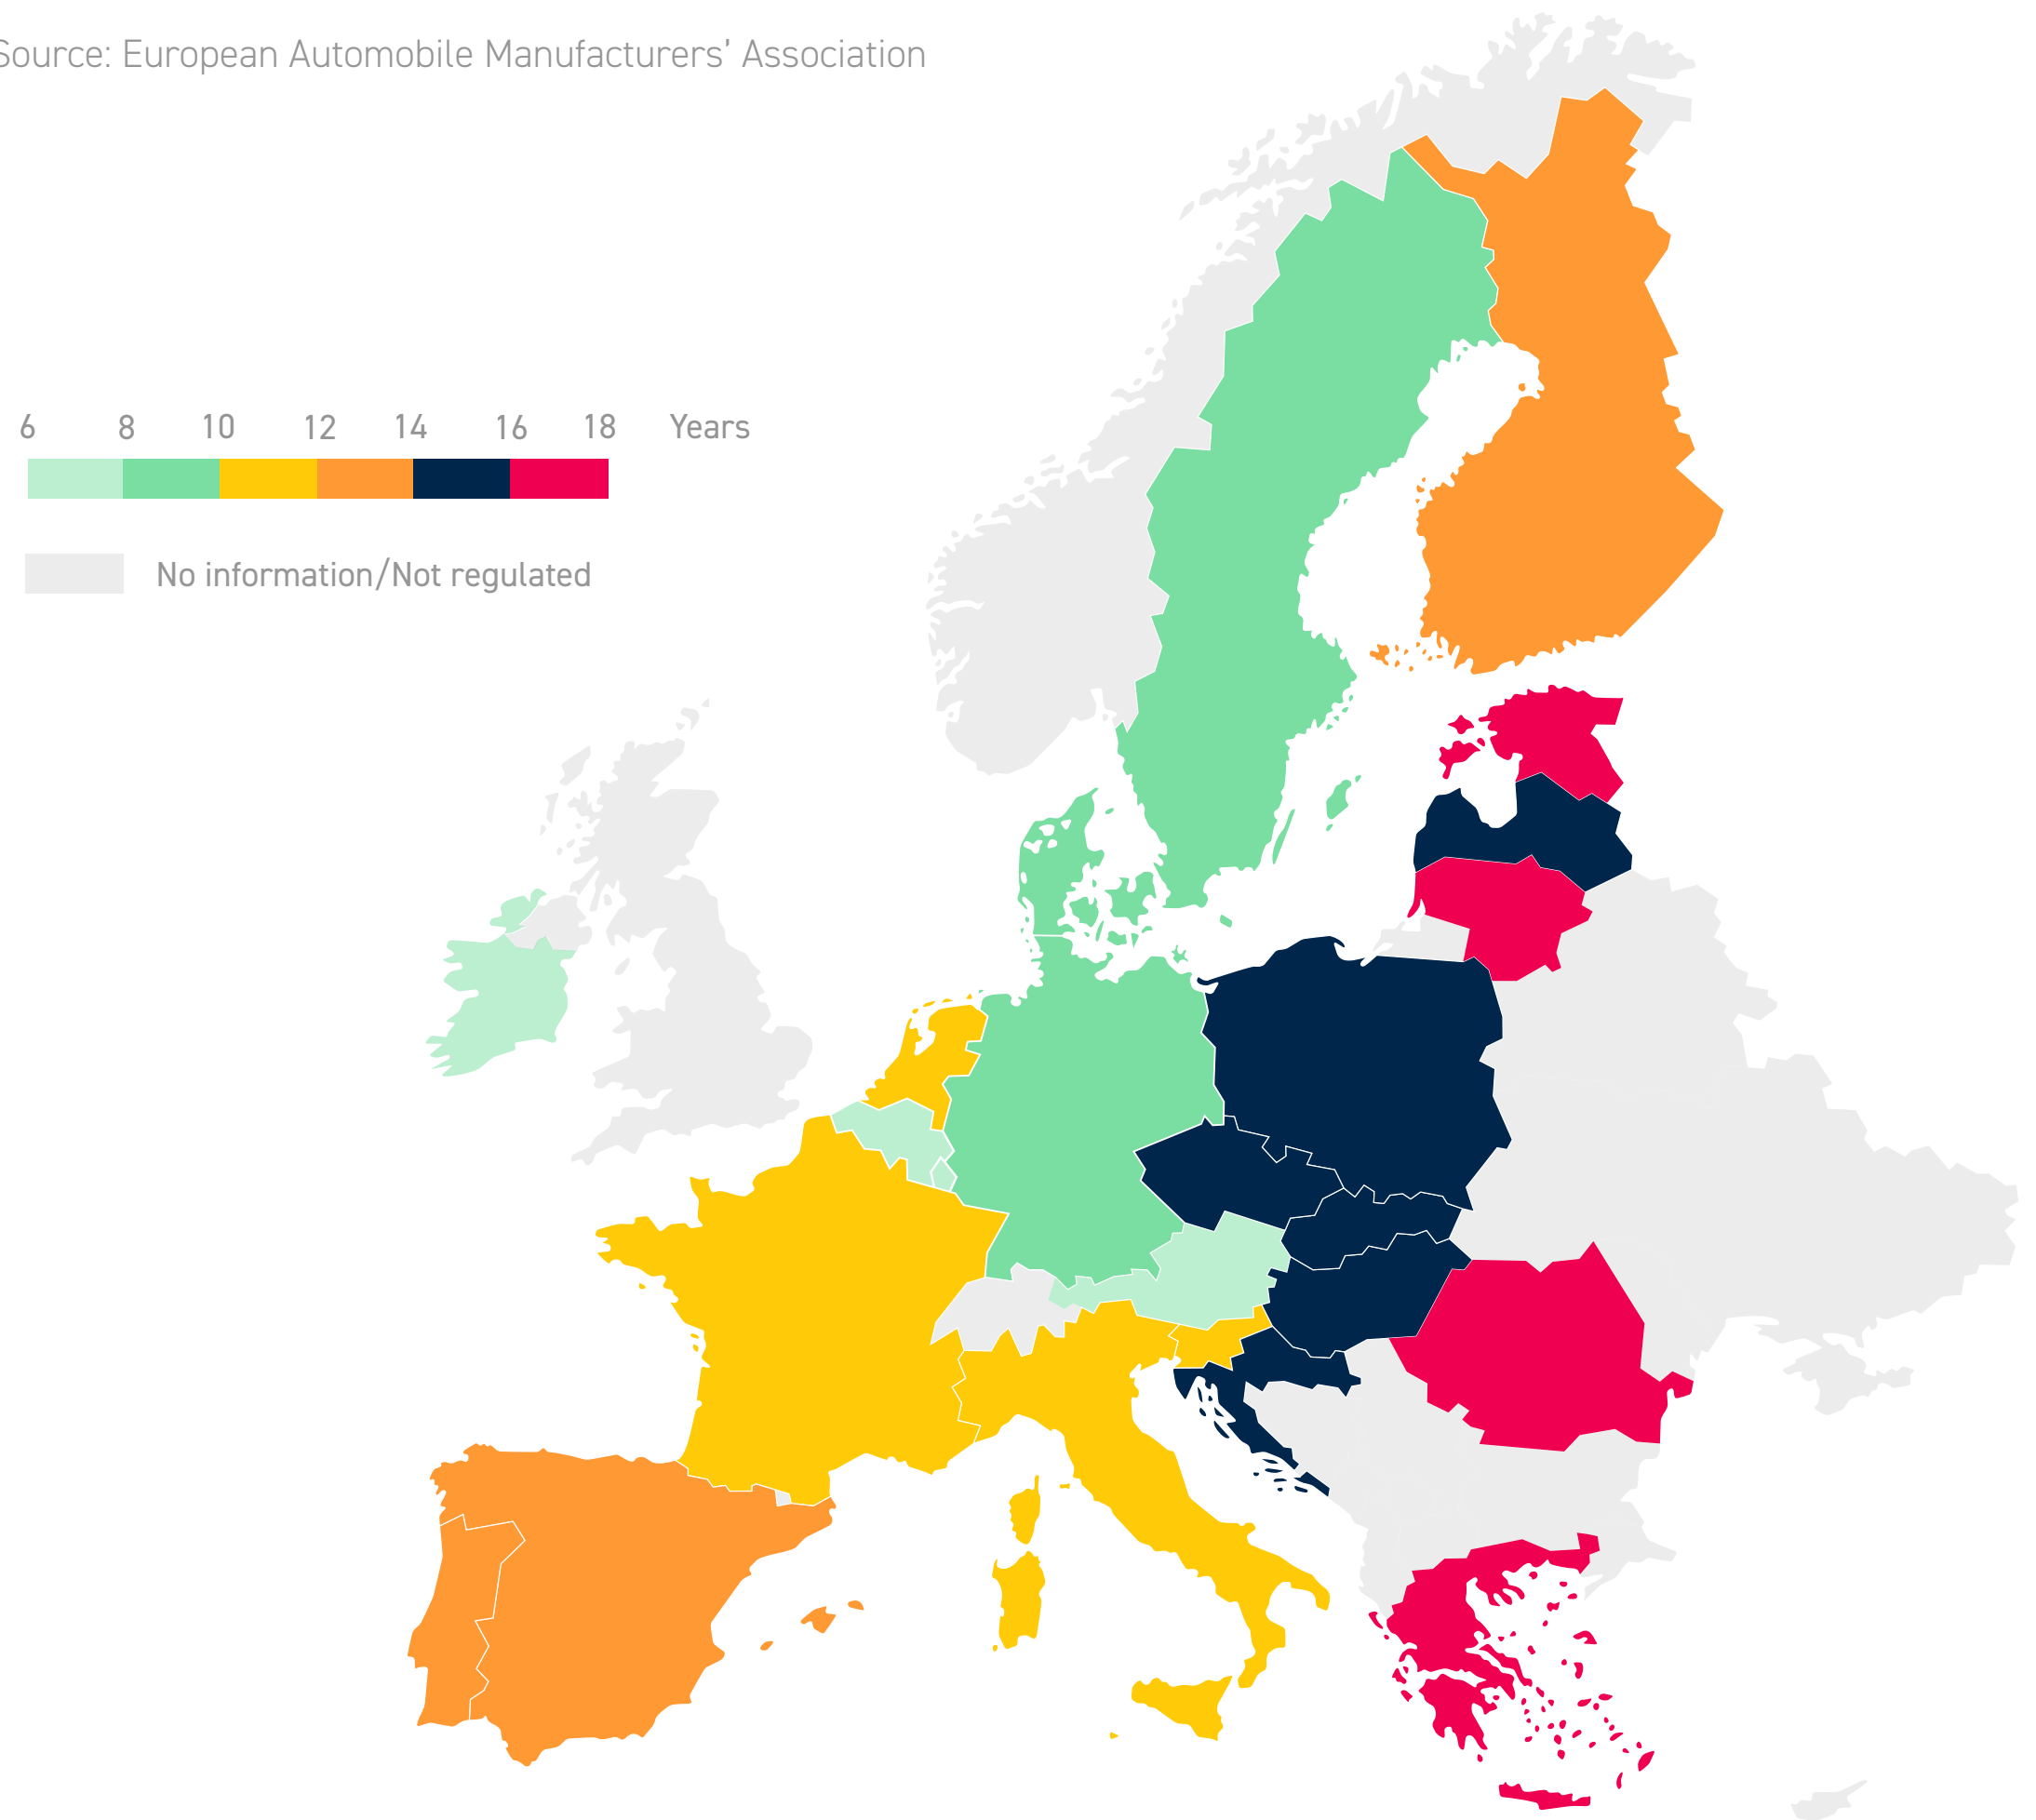 Source: European Automobile Manufacturers’ Association
6 8 10 12 14 16 18 Years
No information/Not regulated